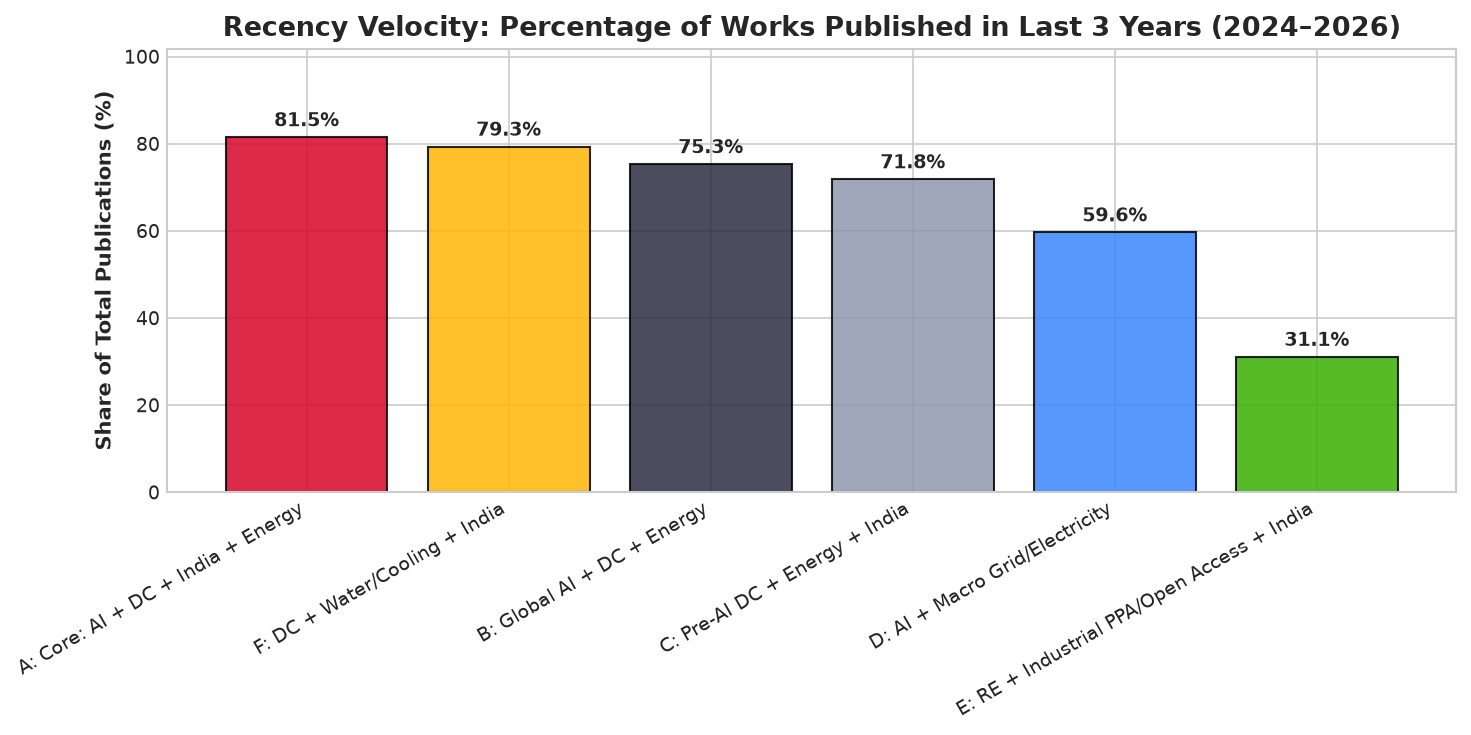 Recency Velocity: Percentage of Works Published in Last 3 Years (2024–2026)
Share of Total Publications (%)
100
80
60
40
20
0
81.5%
79.3%
75.3%
71.8%
59.6%
31.1%
A: Core: AI + DC + India + Energy
F: DC + Water/Cooling + India
B: Global AI + DC + Energy
C: Pre-AI DC + Energy + India
D: AI + Macro Grid/Electricity
E: RE + Industrial PPA/Open Access + India